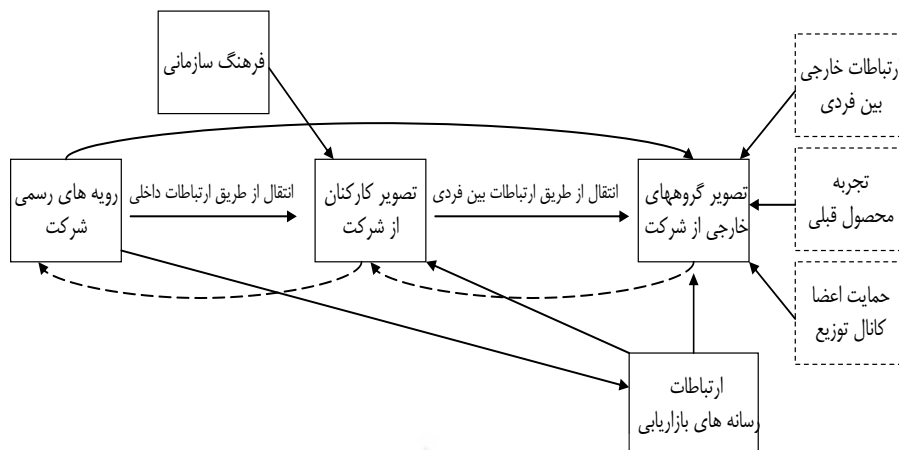 فرهنگ سازمانی
ارتباطات خارجی
بین فردی
تصویر گروههای
خارجی از شرکت
انتقال از طریق ارتباطات بین فردی
تصویر کارکنان
از شرکت
انتقال از طریق ارتباطات داخلی
رویه های رسمی
شرکت
تجربه
محصول قبلی
حمایت اعضا
کانال توزیع
ارتباطات
رسانه های بازاریابی